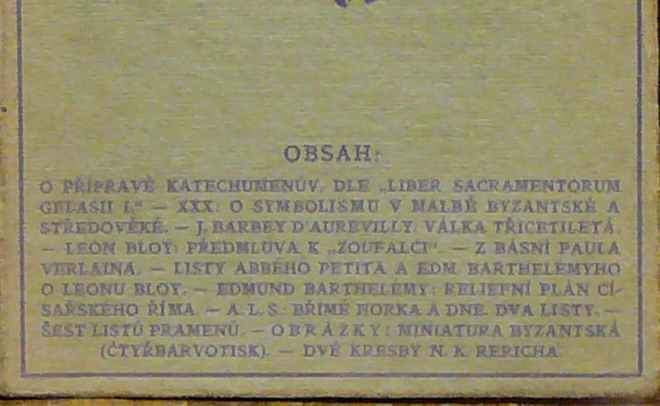 OBSAH:
O PŘÍPRAVĚ KATECHUMENŮV, DLE „LIBER SACRAMENTORUM
GELASII I.“ — XXX: O SYMBOLISMU V MALBĚ BYZANTSKÉ A
STŘEDOVĚKÉ. — J. BARBEY D'AUREVILLY: VÁLKA TŘICETILETÁ.
— LEON BLOY: PŘEDMLUVA K „ZOUFALCI“. — Z BÁSNÍ PAULA
VERLAINA. — LISTY ABBÉHO PETITA A EDM. BARTHÉLEMYHO
O LEONU BLOY. — EDMUND BARTHÉLEMY: RELIEFNÍ PLÁN CÍ-
SAŘSKÉHO ŘÍMA. — A. L. S.: BŘÍMĚ HORKA A DNE. DVA LISTY. —
ŠEST LISTŮ PRAMENŮ. — OBRÁZKY: MINIATURA BYZANTSKÁ
(ČTYŘBARVOTISK). — DVĚ KRESBY N. K. RERICHA.